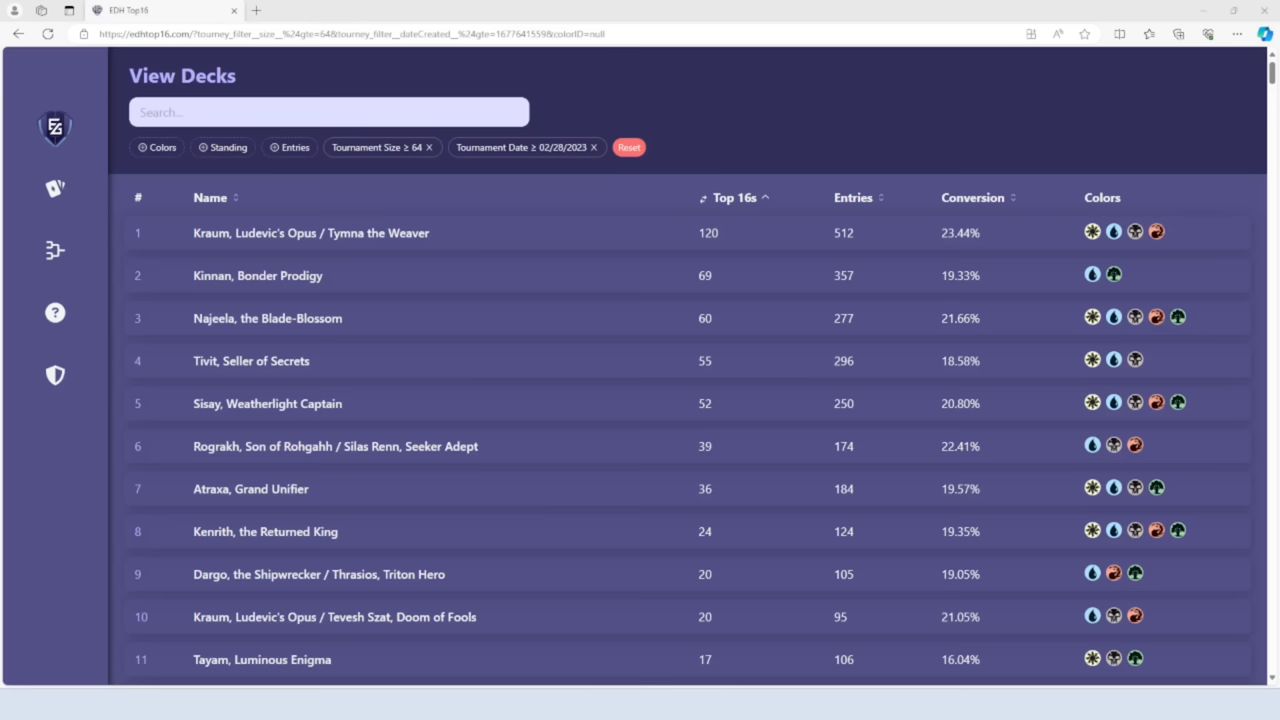 EDH Top16
https://edhtop16.com/?tourney_filter__size__%24gte=64&tourney_filter__dateCreated__%24gte=1677641559&colorID=null
View Decks
Search...
Colors Standing Entries Tournament Size ≥ 64 × Tournament Date ≥ 02/28/2023 × Reset
# Name Top 16s Entries Conversion Colors
1 Kraum, Ludevic's Opus / Tymna the Weaver 120 512 23.44%
2 Kinnan, Bonder Prodigy 69 357 19.33%
3 Najeela, the Blade-Blossom 60 277 21.66%
4 Tivit, Seller of Secrets 55 296 18.58%
5 Sisay, Weatherlight Captain 52 250 20.80%
6 Rograkh, Son of Rohgahh / Silas Renn, Seeker Adept 39 174 22.41%
7 Atraxa, Grand Unifier 36 184 19.57%
8 Kenrith, the Returned King 24 124 19.35%
9 Dargo, the Shipwrecker / Thrasios, Triton Hero 20 105 19.05%
10 Kraum, Ludevic's Opus / Tevesh Szat, Doom of Fools 20 95 21.05%
11 Tayam, Luminous Enigma 17 106 16.04%